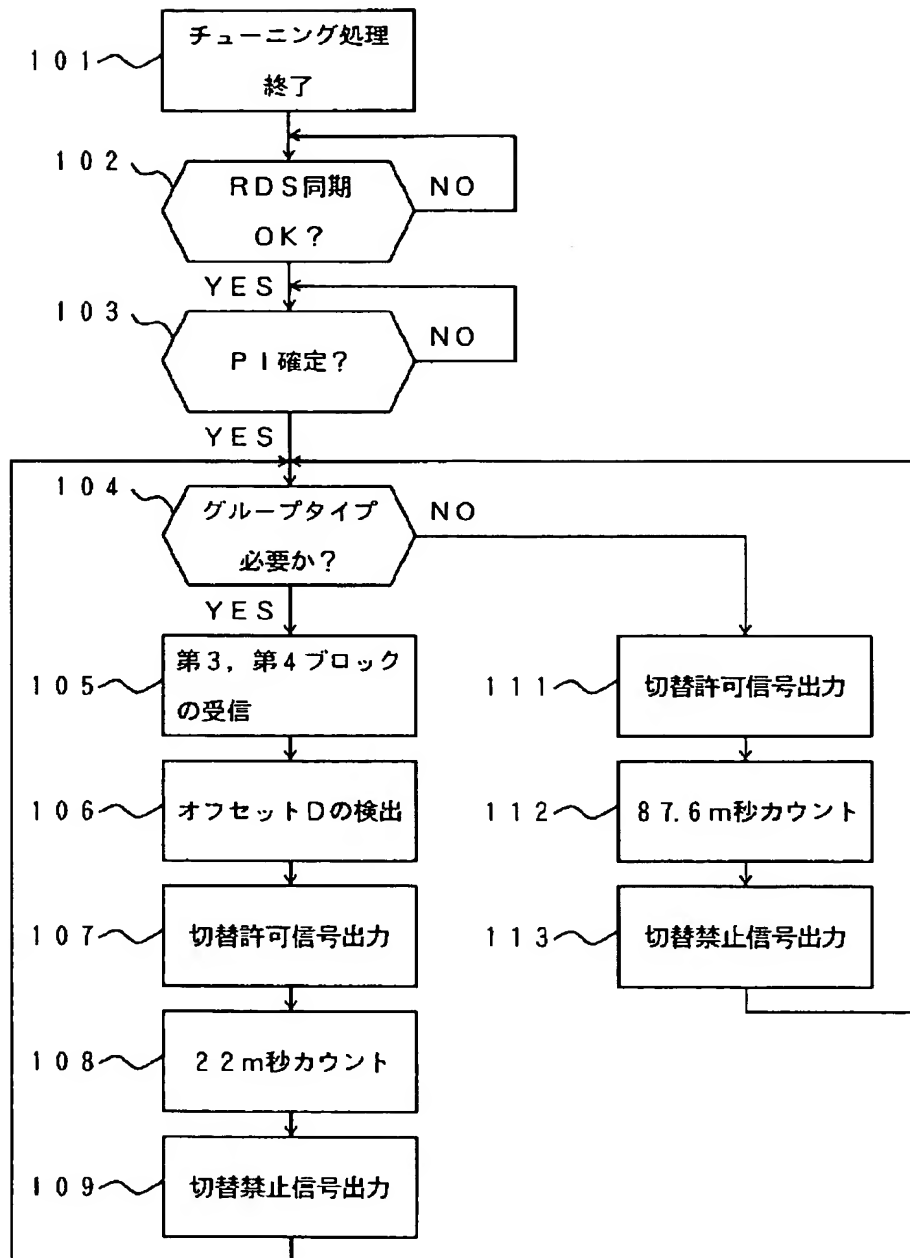 チューニング処理
終了
101
102
RDS同期
OK?
NO
YES
103
PI確定?
NO
YES
104
グループタイプ
必要か?
NO
YES
105
第3,第4ブロック
の受信
106
オフセットDの検出
107
切替許可信号出力
108
22m秒カウント
109
切替禁止信号出力
111
切替許可信号出力
112
87.6m秒カウント
113
切替禁止信号出力